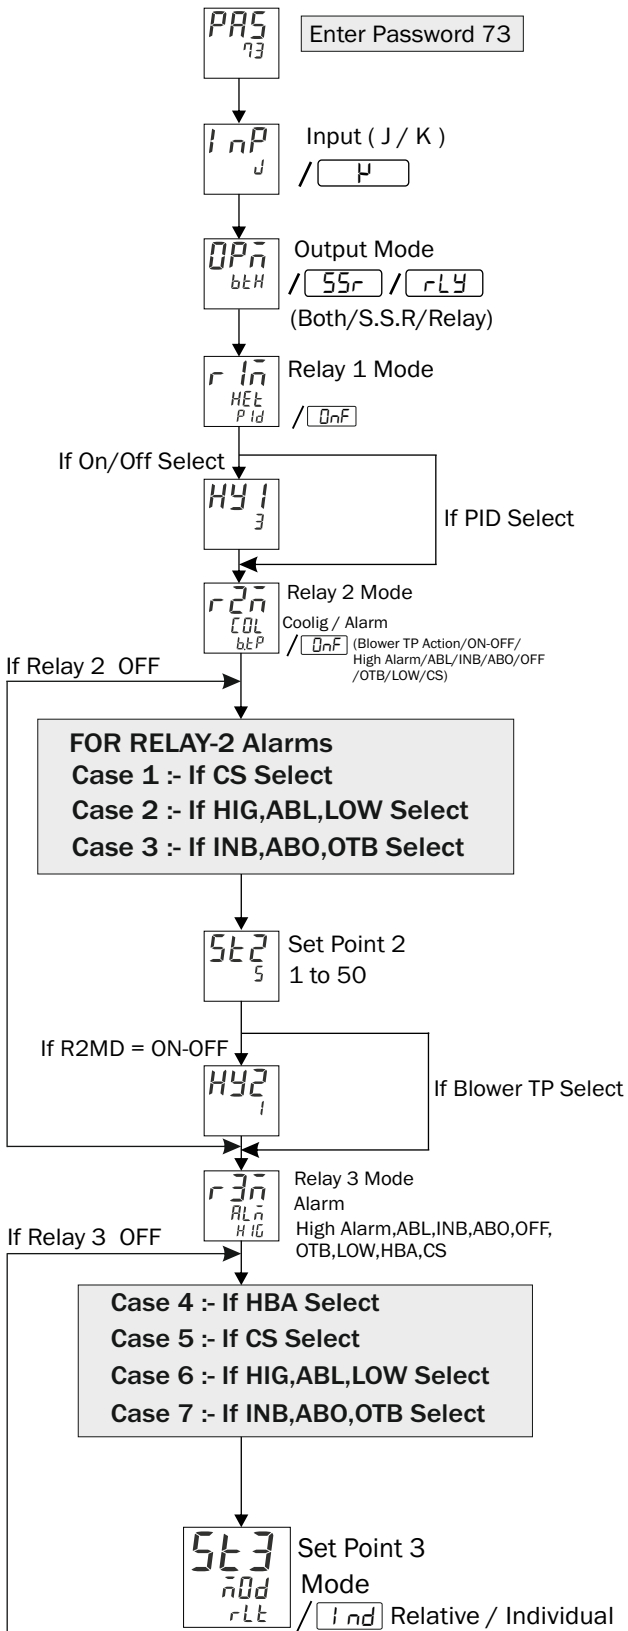 PAS
73
Enter Password 73
InP
J
Input ( J / K )
/ K
OPm
btH
Output Mode
/ SSr / rLY
(Both/S.S.R/Relay)
r1m
HEt
PId
Relay 1 Mode
/ OnF
If On/Off Select
HY1
3
If PID Select
r2m
COL
b.tP
Relay 2 Mode
Coolig / Alarm
/ OnF (Blower TP Action/ON-OFF/
High Alarm/ABL/INB/ABO/OFF
/OTB/LOW/CS)
If Relay 2 OFF
FOR RELAY-2 Alarms
Case 1 :- If CS Select
Case 2 :- If HIG,ABL,LOW Select
Case 3 :- If INB,ABO,OTB Select
St2
5
Set Point 2
1 to 50
If R2MD = ON-OFF
HY2
1
If Blower TP Select
r3m
ALm
HIG
Relay 3 Mode
Alarm
High Alarm,ABL,INB,ABO,OFF,
OTB,LOW,HBA,CS
If Relay 3 OFF
Case 4 :- If HBA Select
Case 5 :- If CS Select
Case 6 :- If HIG,ABL,LOW Select
Case 7 :- If INB,ABO,OTB Select
St3
mOd
rLt
Set Point 3
Mode
/ Ind Relative / Individual